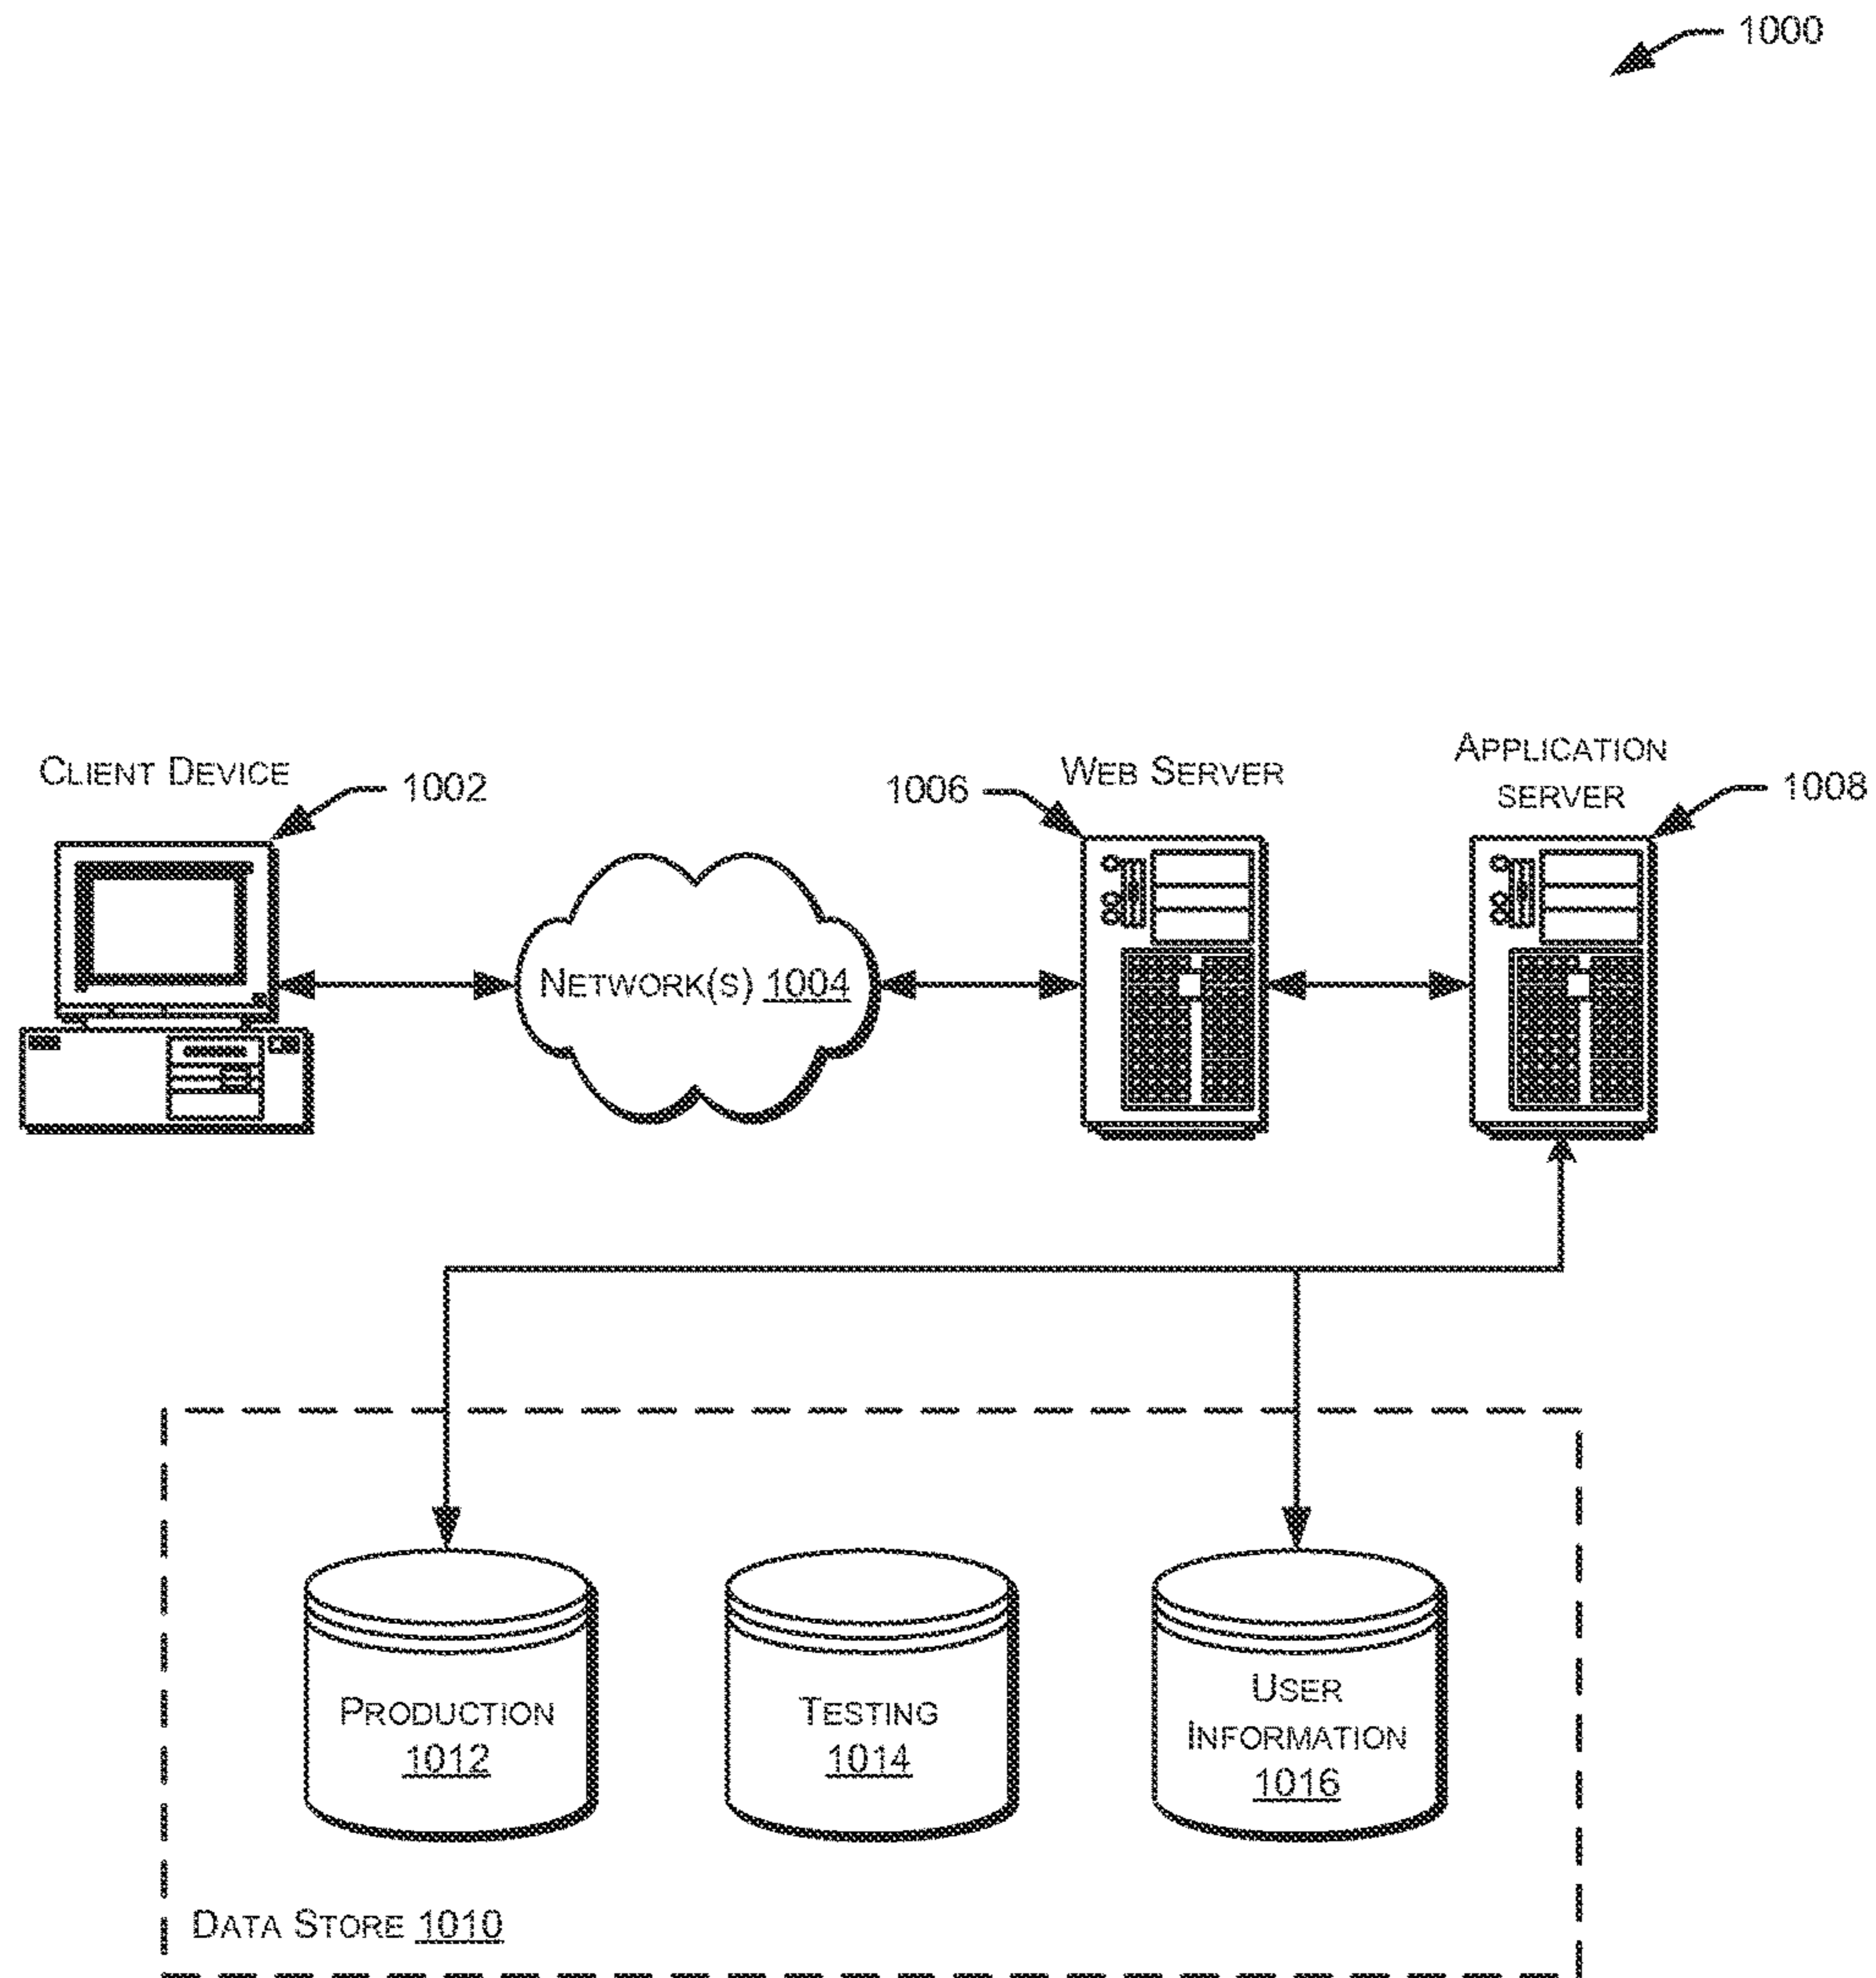 1000
CLIENT DEVICE
1002
1006
WEB SERVER
APPLICATION
SERVER
1008
NETWORK(S) 1004
PRODUCTION
1012
TESTING
1014
USER
INFORMATION
1016
DATA STORE 1010